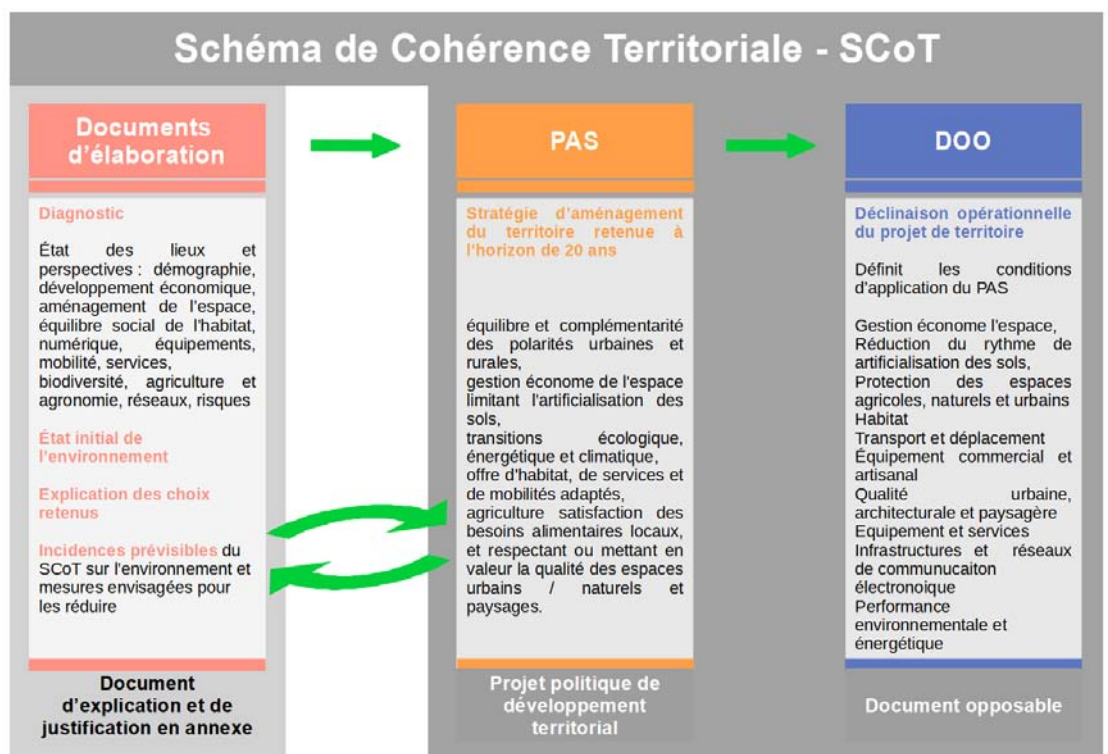 Schéma de Cohérence Territoriale - SCoT
Documents
d'élaboration
Diagnostic
État des lieux et
perspectives : démographie,
développement économique,
aménagement de l'espace,
équilibre social de l'habitat,
numérique, équipements,
mobilité, services,
biodiversité, agriculture et
agronomie, réseaux, risques
État initial de
l'environnement
Explication des choix
retenus
Incidences prévisibles du
SCoT sur l'environnement et
mesures envisagées pour
les réduire
Document
d'explication et de
justification en annexe
PAS
Stratégie d'aménagement
du territoire retenue à
l'horizon de 20 ans
équilibre et complémentarité
des polarités urbaines et
rurales,
gestion économe de l'espace
limitant l'artificialisation des
sols,
transitions écologique,
énergétique et climatique,
offre d'habitat, de services et
de mobilités adaptés,
agriculture satisfaction des
besoins alimentaires locaux,
et respectant ou mettant en
valeur la qualité des espaces
urbains / naturels et
paysages.
Projet politique de
développement
territorial
DOO
Déclinaison opérationnelle
du projet de territoire
Définit les conditions
d'application du PAS
Gestion économe l'espace,
Réduction du rythme de
artificialisation des sols,
Protection des espaces
agricoles, naturels et urbains
Habitat
Transport et déplacement
Équipement commercial et
artisanal
Qualité urbaine,
architecturale et paysagère
Equipement et services
Infrastructures et réseaux
de communucaiton
électronoique
Performance
environnementale et
énergétique
Document opposable